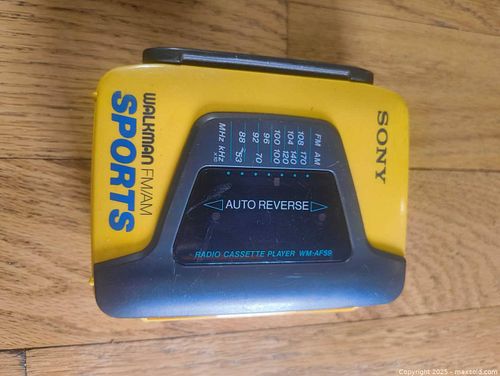 SONY
WALKMAN FM/AM
SPORTS
FM AM
108 170
104 140
100 120
96 100
92 70
88 53
MHz kHz
X10
AUTO REVERSE
RADIO CASSETTE PLAYER WM-AF59
Copyright 2025 - maxsold.com